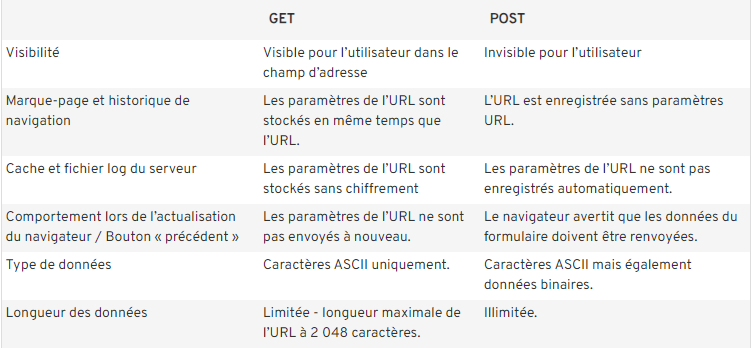 GET POST
Visibilité Visible pour l’utilisateur dans le champ d’adresse Invisible pour l’utilisateur
Marque-page et historique de navigation Les paramètres de l’URL sont stockés en même temps que l’URL. L’URL est enregistrée sans paramètres URL.
Cache et fichier log du serveur Les paramètres de l’URL sont stockés sans chiffrement Les paramètres de l’URL ne sont pas enregistrés automatiquement.
Comportement lors de l’actualisation du navigateur / Bouton « précédent » Les paramètres de l’URL ne sont pas envoyés à nouveau. Le navigateur avertit que les données du formulaire doivent être renvoyées.
Type de données Caractères ASCII uniquement. Caractères ASCII mais également données binaires.
Longueur des données Limitée - longueur maximale de l’URL à 2 048 caractères. Illimitée.